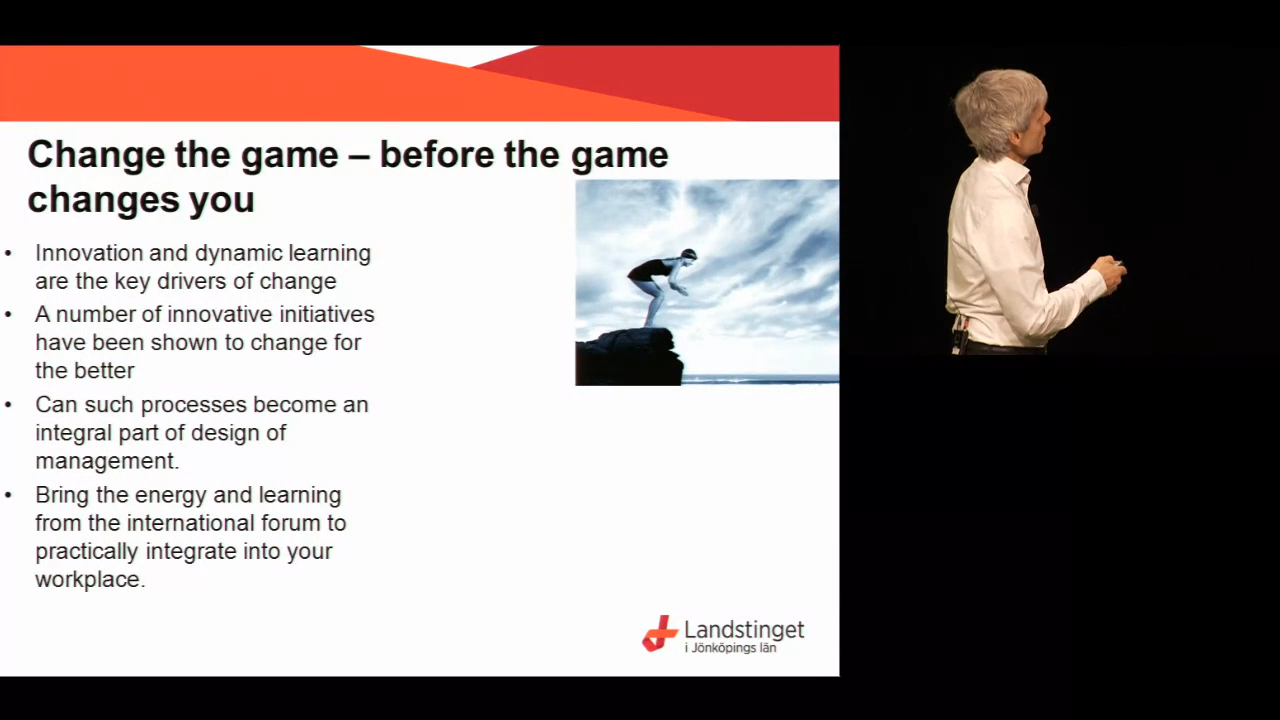 Change the game – before the game
changes you
• Innovation and dynamic learning
are the key drivers of change
• A number of innovative initiatives
have been shown to change for
the better
• Can such processes become an
integral part of design of
management.
• Bring the energy and learning
from the international forum to
practically integrate into your
workplace.
Landstinget
i Jönköpings län